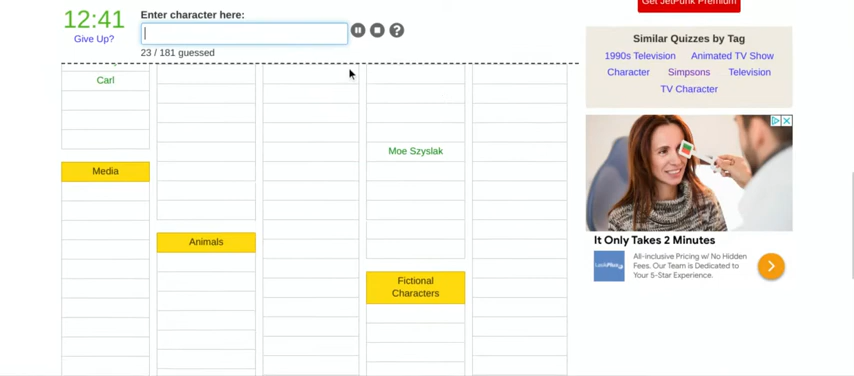 Get JetPunk Premium
12:41
Give Up?
Enter character here:
23 / 181 guessed
Similar Quizzes by Tag
1990s Television Animated TV Show
Character Simpsons Television
TV Character
Carl
Moe Szyslak
Media
Animals
Fictional
Characters
It Only Takes 2 Minutes
All-inclusive Pricing w/ No Hidden
Fees. Our Team is Dedicated to
Your 5-Star Experience.